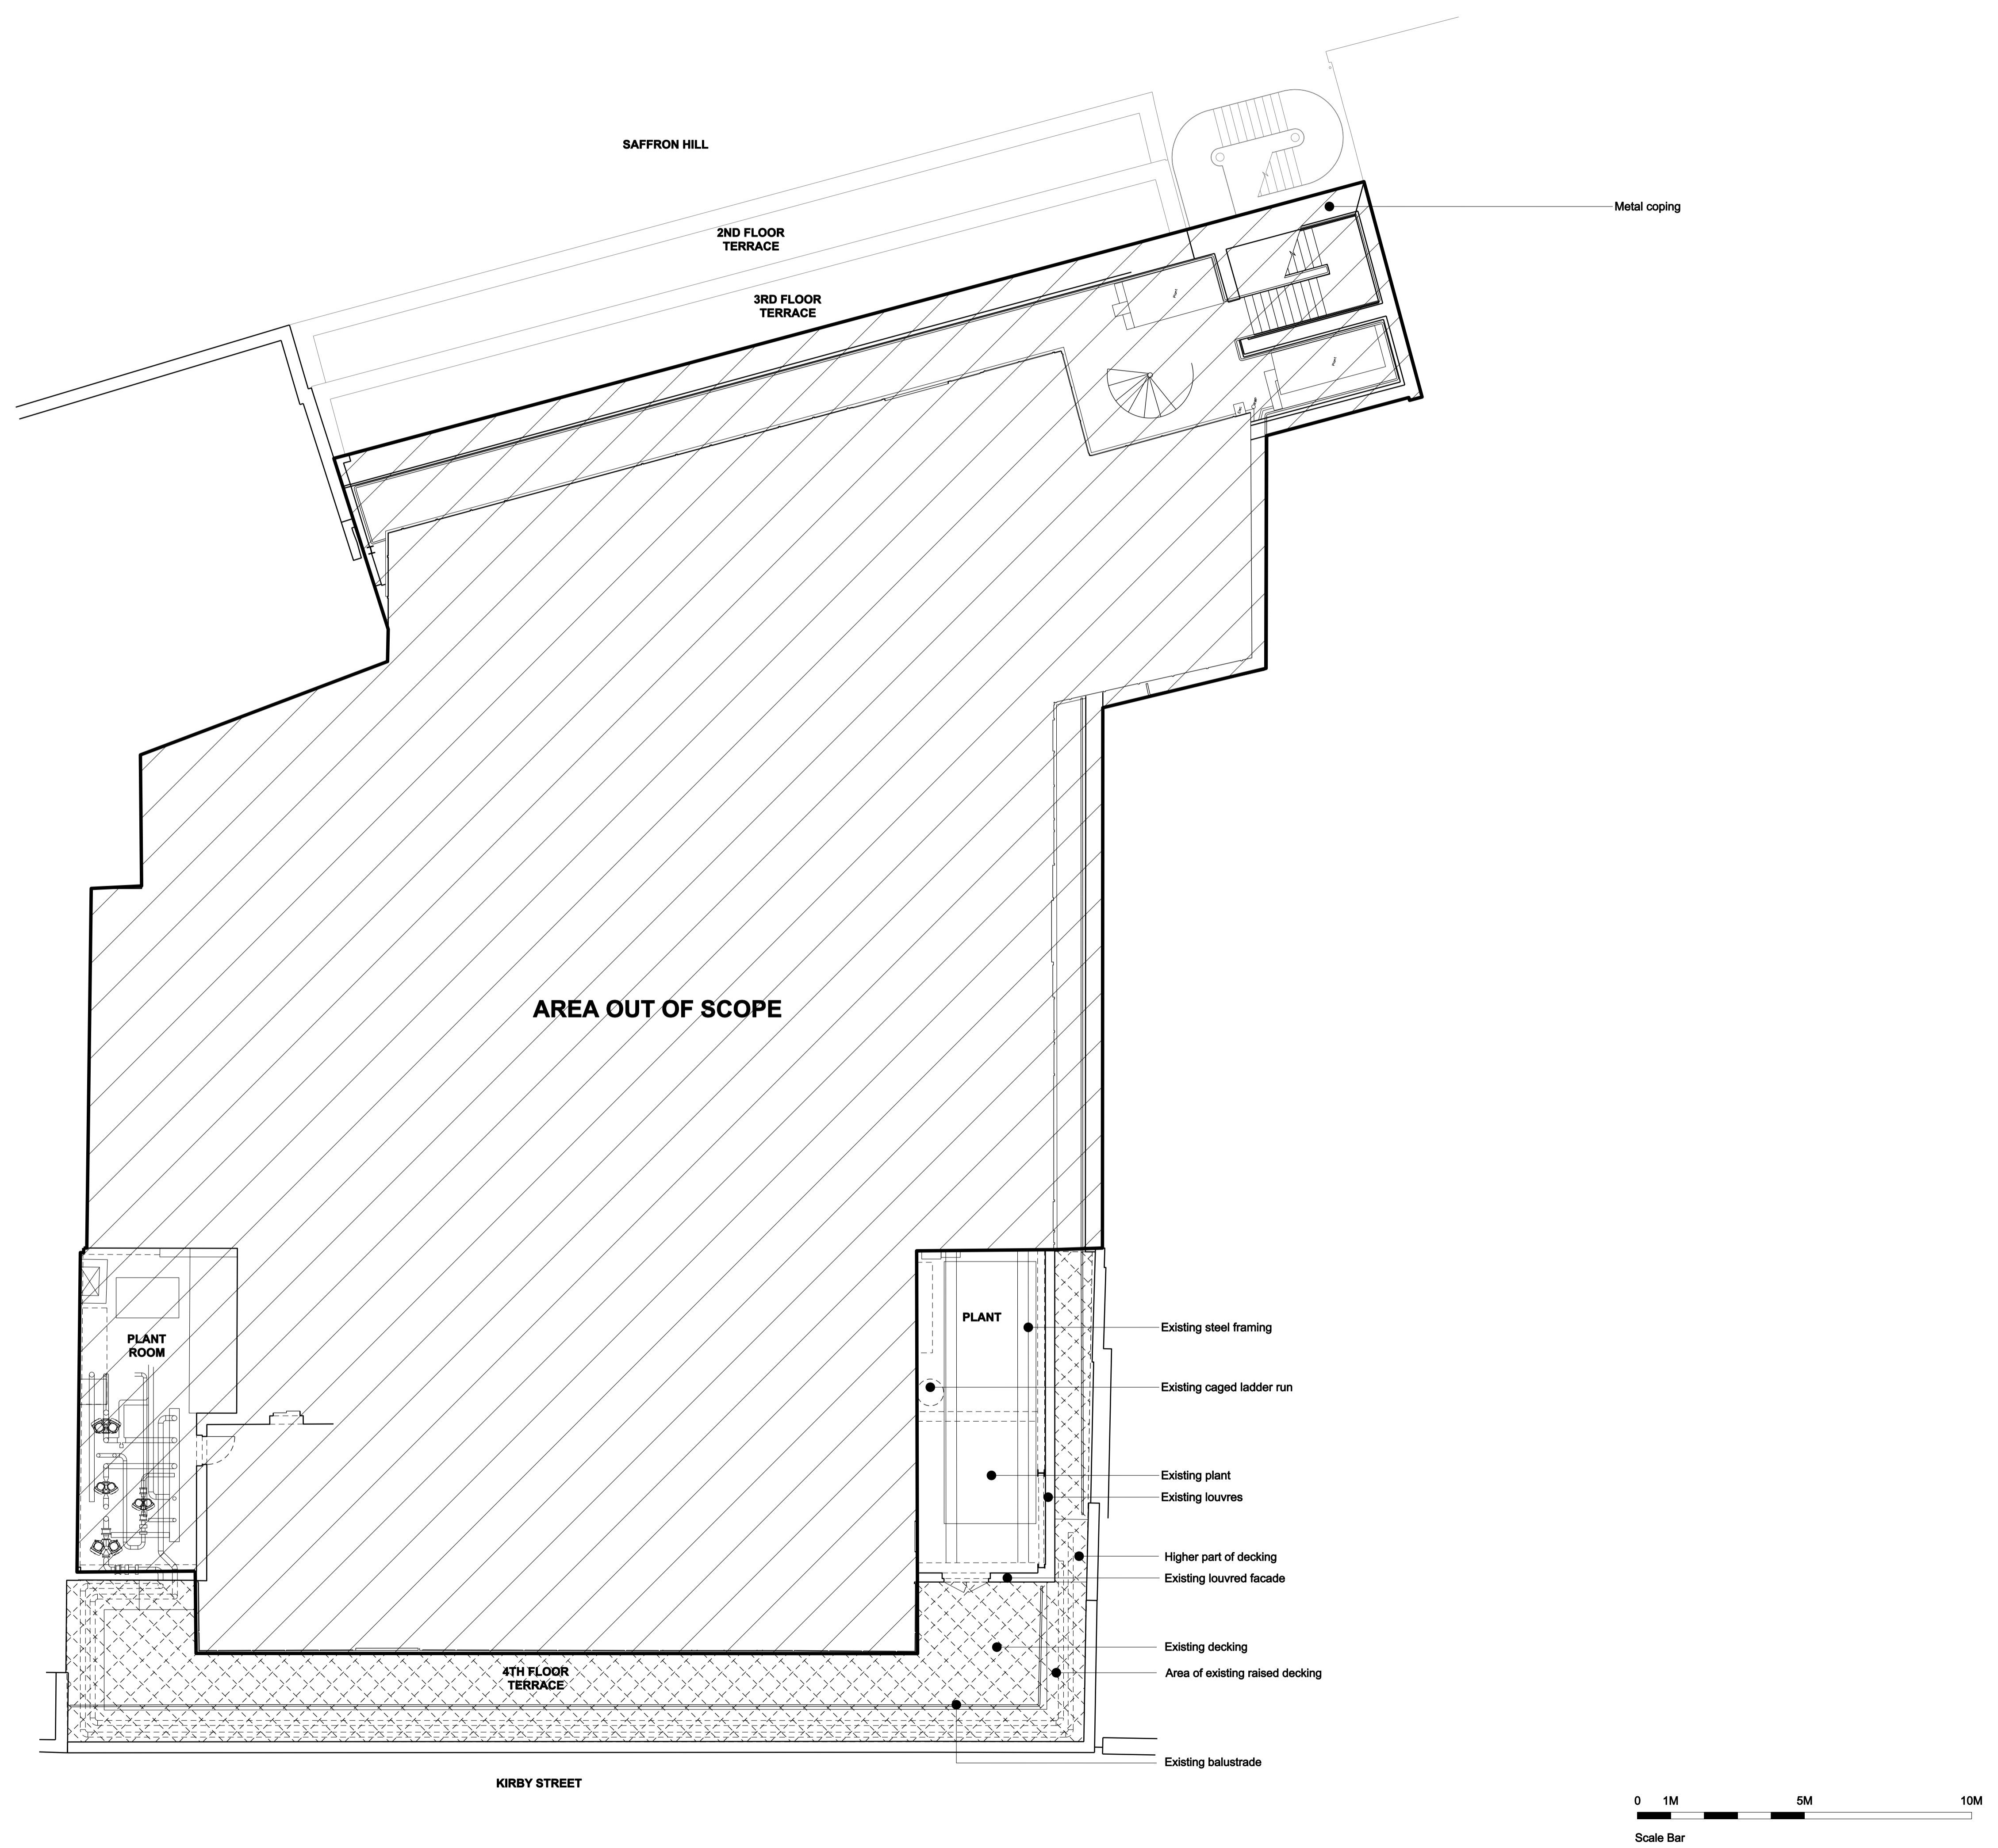 SAFFRON HILL
Metal coping
2ND FLOOR
TERRACE
3RD FLOOR
TERRACE
Plant
Plant
AREA OUT OF SCOPE
PLANT
PLANT
ROOM
Existing steel framing
Existing caged ladder run
Existing plant
Existing louvres
Higher part of decking
Existing louvred facade
Existing decking
Area of existing raised decking
4TH FLOOR
TERRACE
Existing balustrade
KIRBY STREET
0 1M 5M 10M
Scale Bar